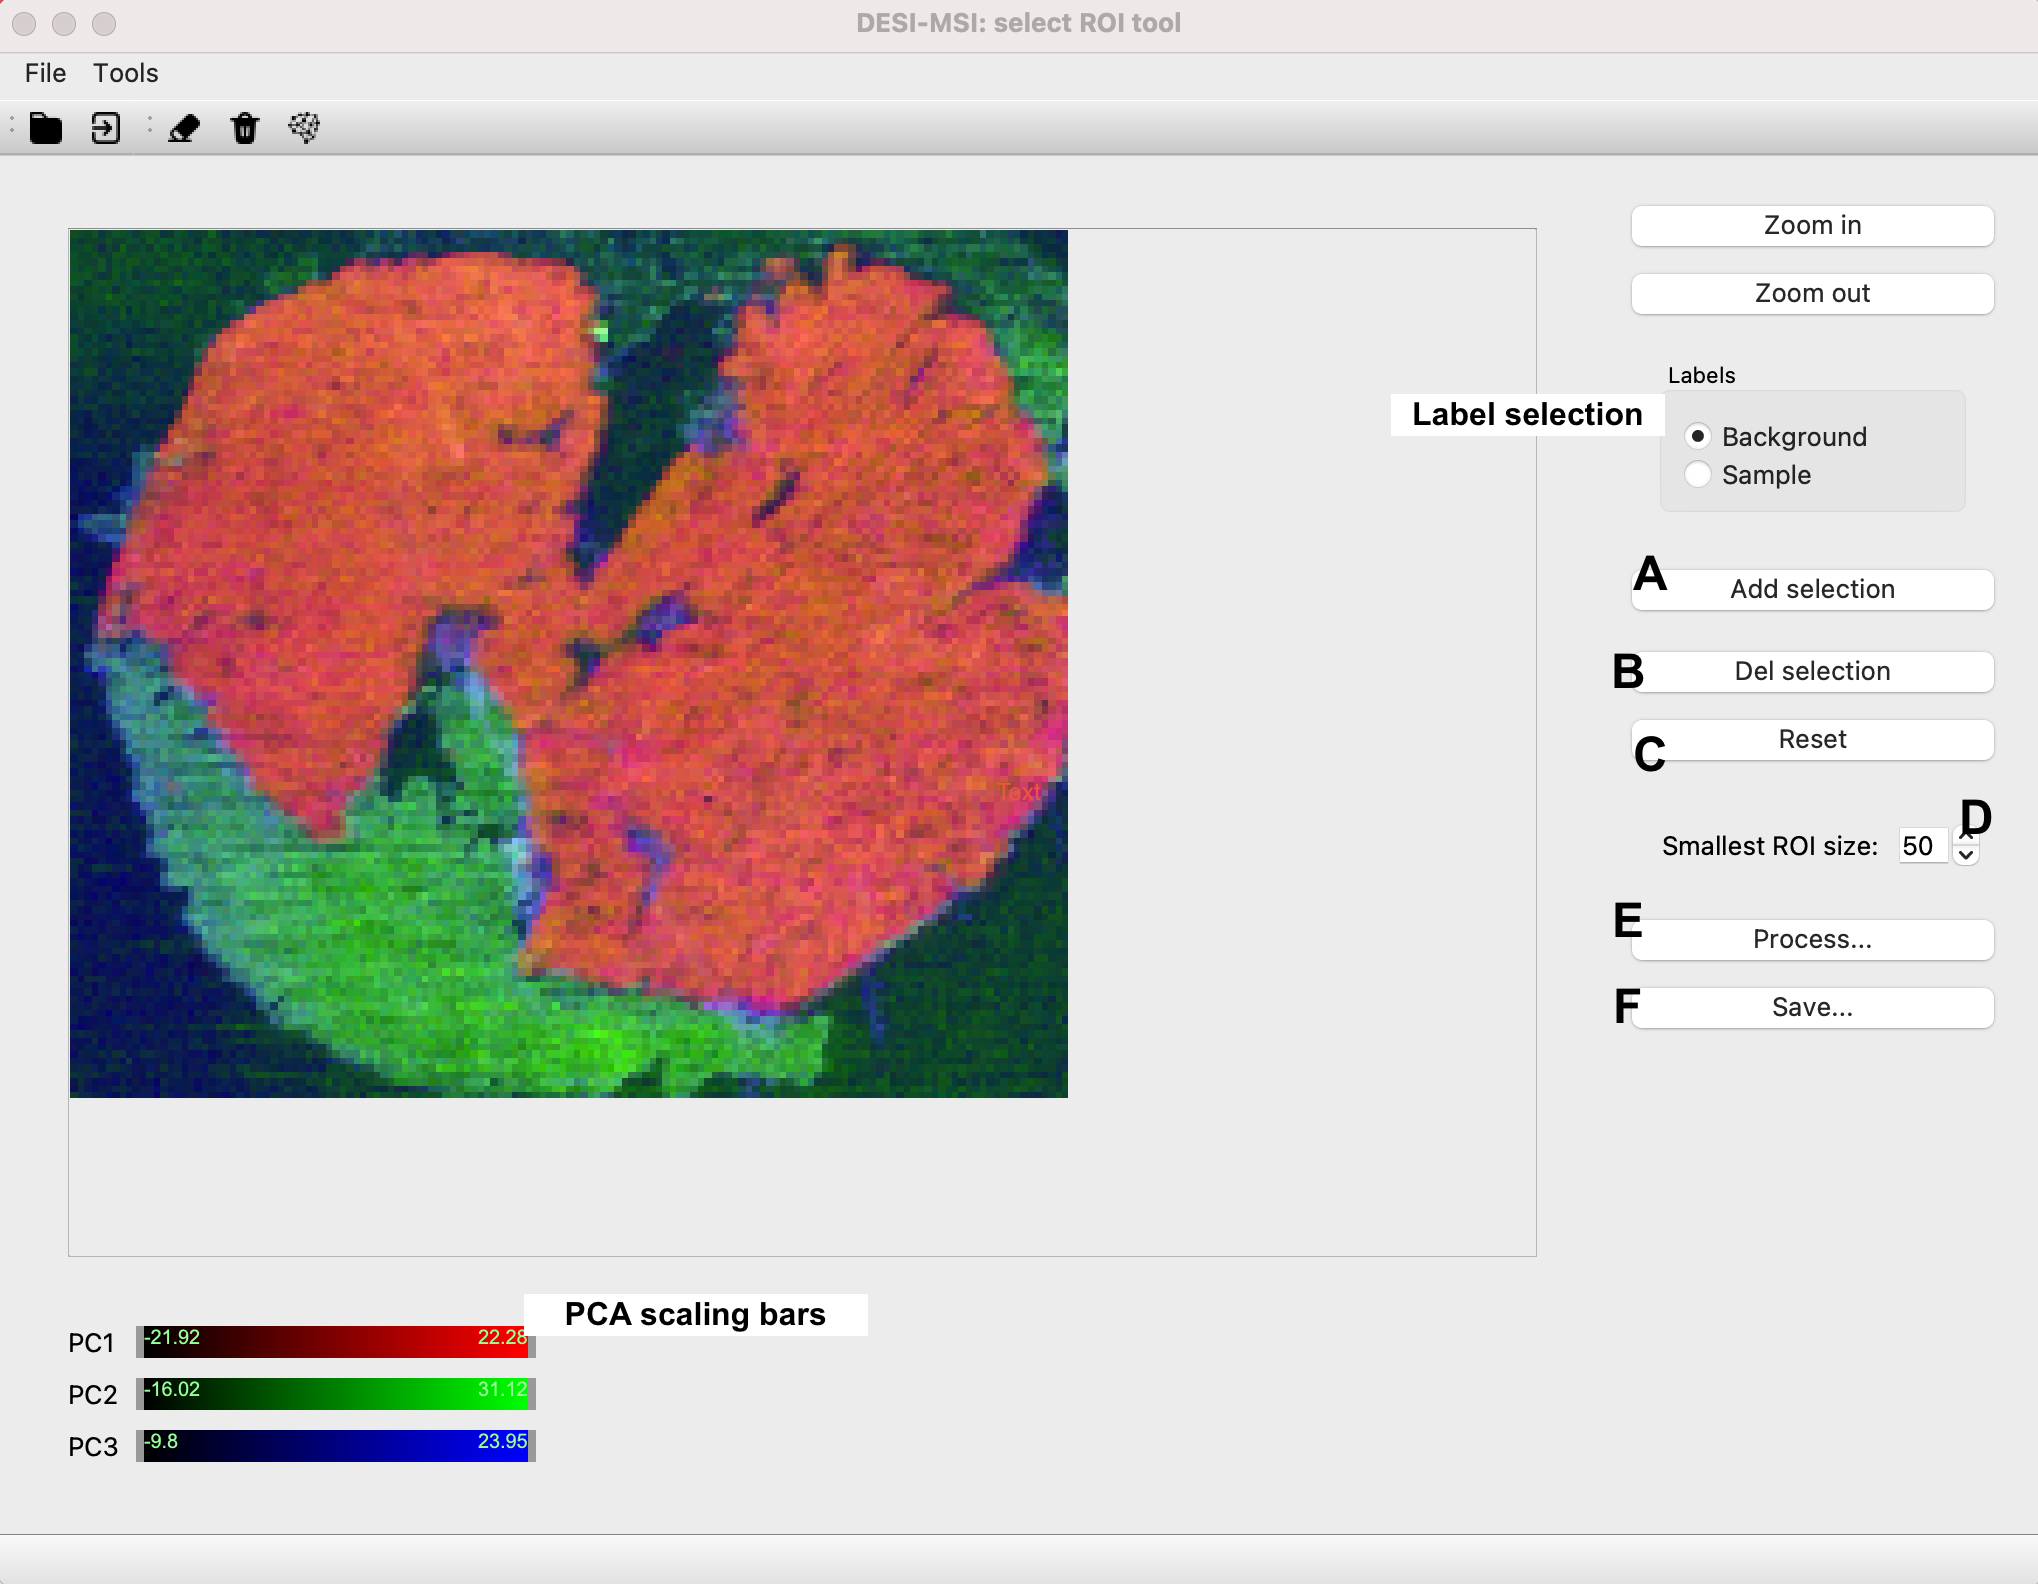 DESI-MSI: select ROI tool
File Tools
Zoom in
Zoom out
Labels
Label selection
Background
Sample
A Add selection
B Del selection
C Reset
D
Smallest ROI size: 50
E Process...
F Save...
Text
PCA scaling bars
PC1 -21.92 22.28
PC2 -16.02 31.12
PC3 -9.8 23.95